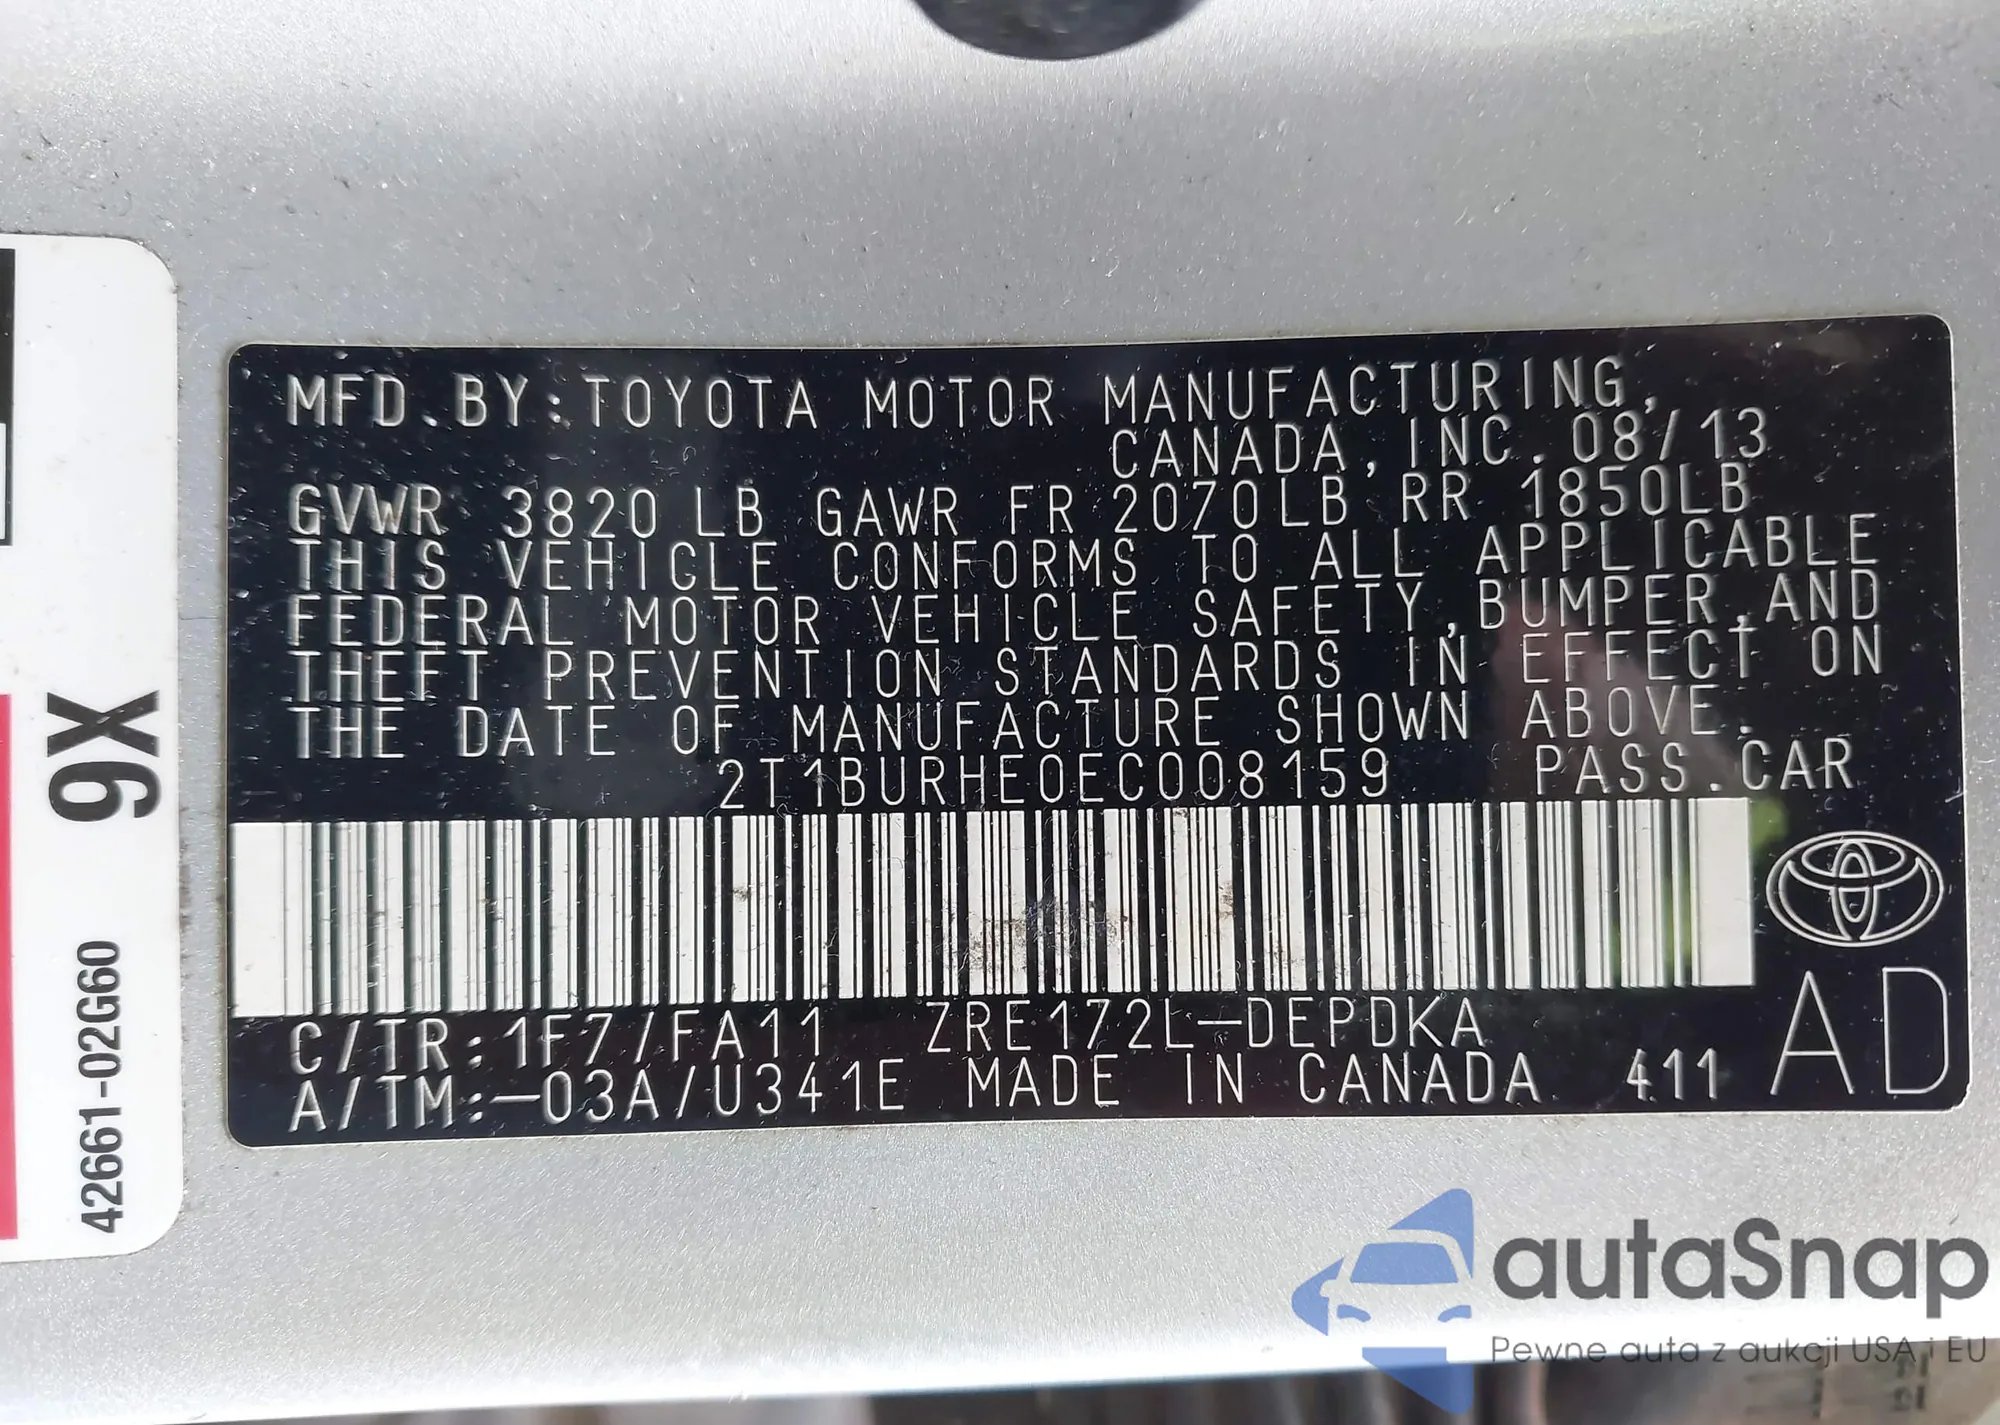 MFD.BY:TOYOTA MOTOR MANUFACTURING,
CANADA,INC. 08/13
GVWR 3820 LB GAWR FR 2070LB RR 1850LB
THIS VEHICLE CONFORMS TO ALL APPLICABLE
FEDERAL MOTOR VEHICLE SAFETY,BUMPER,AND
THEFT PREVENTION STANDARDS IN EFFECT ON
THE DATE OF MANUFACTURE SHOWN ABOVE.
2T1BURHE0EC008159 PASS.CAR
C/TR:1F7/FA11 ZRE172L-DEPDKA
A/TM:-03A/U341E MADE IN CANADA 411
AD
9X
42661-02G60
autaSnap
Pewne auta z aukcji USA i EU